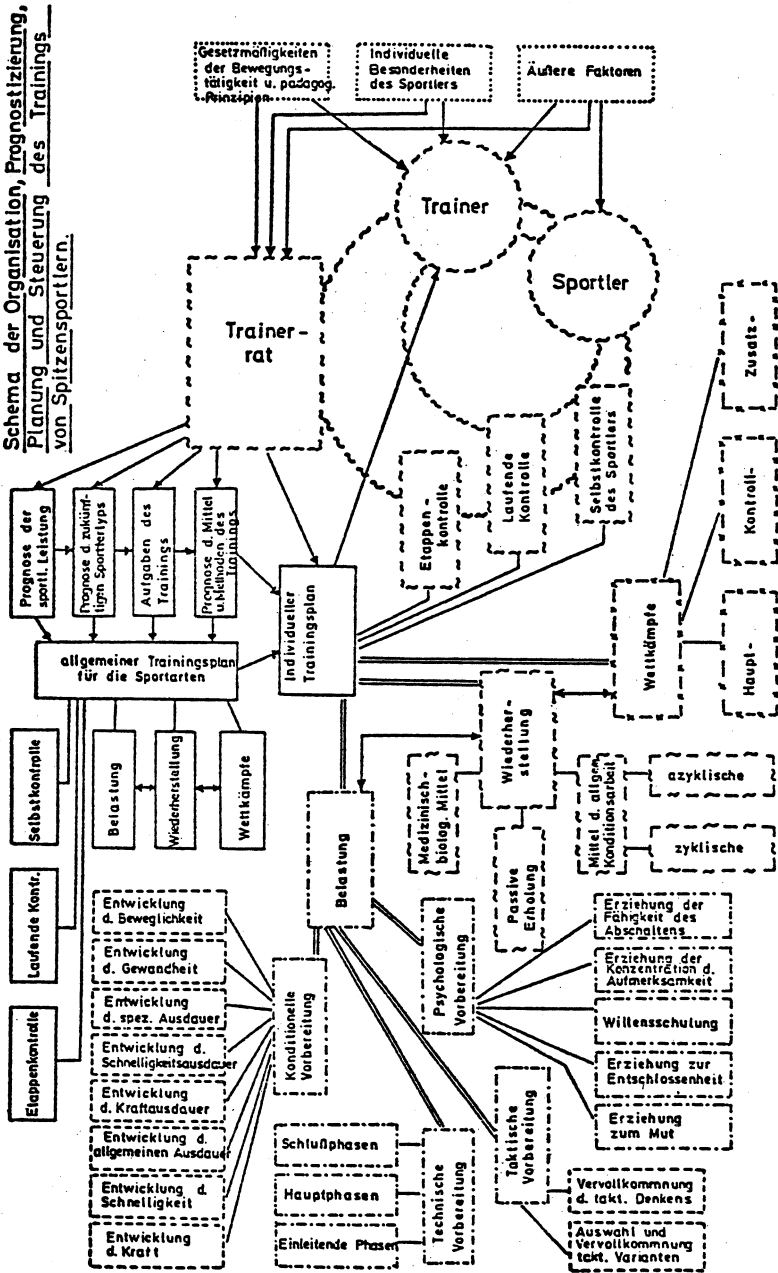 Schema der Organisation, Prognostizierung,
Planung und Steuerung des Trainings
von Spitzensportlern.
Gesetzmäßigkeiten
der Bewegungs-
tätigkeit u. pädagog.
Prinzipien
Individuelle
Besonderheiten
des Sportlers
Äußere Faktoren
Trainer
Sportler
Trainer-
rat
Prognose der
sportl. Leistung
Prognose d. zukünf-
tigen Sportlertyps
Aufgaben des
Trainings
Prognose d. Mittel
u. Methoden des
Trainings
allgemeiner Trainingsplan
für die Sportarten
Individueller
Trainingsplan
Etappen-
kontrolle
Laufende
Kontrolle
Selbstkontrolle
des Sportlers
Selbstkontrolle
Laufende Kontr.
Etappenkontrolle
Belastung
Wiederherstellung
Wettkämpfe
Wettkämpfe
Haupt-
Kontroll-
Zusatz-
Wiederher-
stellung
Medizinisch-
biolog. Mittel
Passive
Erholung
Mittel d. allgem.
Konditionsarbeit
azyklische
zyklische
Belastung
Konditionelle
Vorbereitung
Entwicklung
d. Beweglichkeit
Entwicklung
d. Gewandheit
Entwicklung
d. spez. Ausdauer
Entwicklung d.
Schnelligkeitsausdauer
Entwicklung
d. Kraftausdauer
Entwicklung d.
allgemeinen Ausdauer
Entwicklung d.
Schnelligkeit
Entwicklung
d. Kraft
Psychologische
Vorbereitung
Erziehung der
Fähigkeit des
Abschaltens
Erziehung der
Konzentration d.
Aufmerksamkeit
Willensschulung
Erziehung zur
Entschlossenheit
Erziehung
zum Mut
Taktische
Vorbereitung
Vervollkommnung
d. takt. Denkens
Auswahl und
Vervollkommnung
takt. Varianten
Technische
Vorbereitung
Schlußphasen
Hauptphasen
Einleitende Phasen